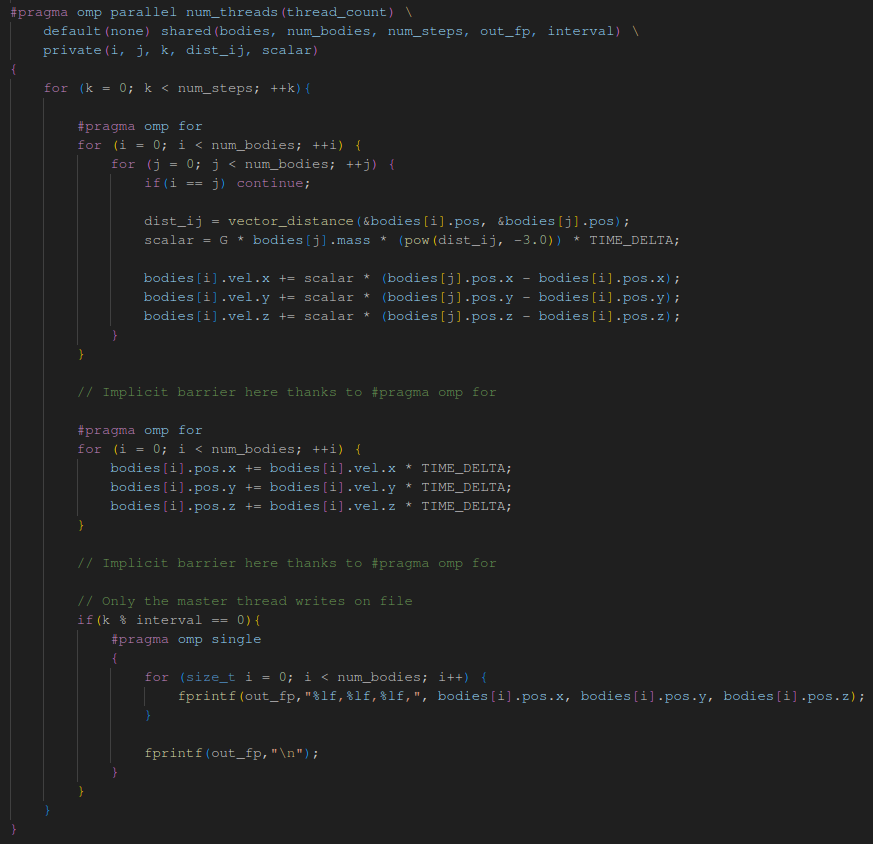 #pragma omp parallel num_threads(thread_count) \
    default(none) shared(bodies, num_bodies, num_steps, out_fp, interval) \
    private(i, j, k, dist_ij, scalar)
{
    for (k = 0; k < num_steps; ++k){

        #pragma omp for
        for (i = 0; i < num_bodies; ++i) {
            for (j = 0; j < num_bodies; ++j) {
                if(i == j) continue;

                dist_ij = vector_distance(&bodies[i].pos, &bodies[j].pos);
                scalar = G * bodies[j].mass * (pow(dist_ij, -3.0)) * TIME_DELTA;

                bodies[i].vel.x += scalar * (bodies[j].pos.x - bodies[i].pos.x);
                bodies[i].vel.y += scalar * (bodies[j].pos.y - bodies[i].pos.y);
                bodies[i].vel.z += scalar * (bodies[j].pos.z - bodies[i].pos.z);
            }
        }

        // Implicit barrier here thanks to #pragma omp for

        #pragma omp for
        for (i = 0; i < num_bodies; ++i) {
            bodies[i].pos.x += bodies[i].vel.x * TIME_DELTA;
            bodies[i].pos.y += bodies[i].vel.y * TIME_DELTA;
            bodies[i].pos.z += bodies[i].vel.z * TIME_DELTA;
        }

        // Implicit barrier here thanks to #pragma omp for

        // Only the master thread writes on file
        if(k % interval == 0){
            #pragma omp single
            {
                for (size_t i = 0; i < num_bodies; i++) {
                    fprintf(out_fp,"%lf,%lf,%lf,", bodies[i].pos.x, bodies[i].pos.y, bodies[i].pos.z);
                }

                fprintf(out_fp,"\n");
            }
        }
    }
}